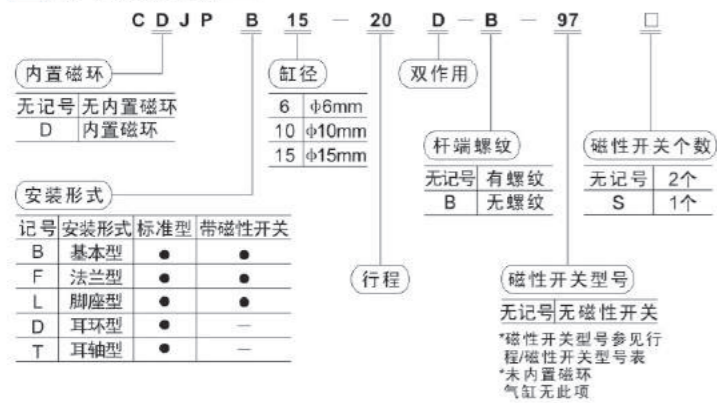 C D J P B 15 — 20 D — B — 97 □
内置磁环
无记号 无内置磁环
D 内置磁环
缸径
6 φ6mm
10 φ10mm
15 φ15mm
双作用
杆端螺纹
无记号 有螺纹
B 无螺纹
磁性开关个数
无记号 2个
S 1个
安装形式
记号 安装形式 标准型 带磁性开关
B 基本型 ● ●
F 法兰型 ● ●
L 脚座型 ● ●
D 耳环型 ● —
T 耳轴型 ● —
行程
磁性开关型号
无记号 无磁性开关
*磁性开关型号参见行
程/磁性开关型号表
*未内置磁环
气缸无此项